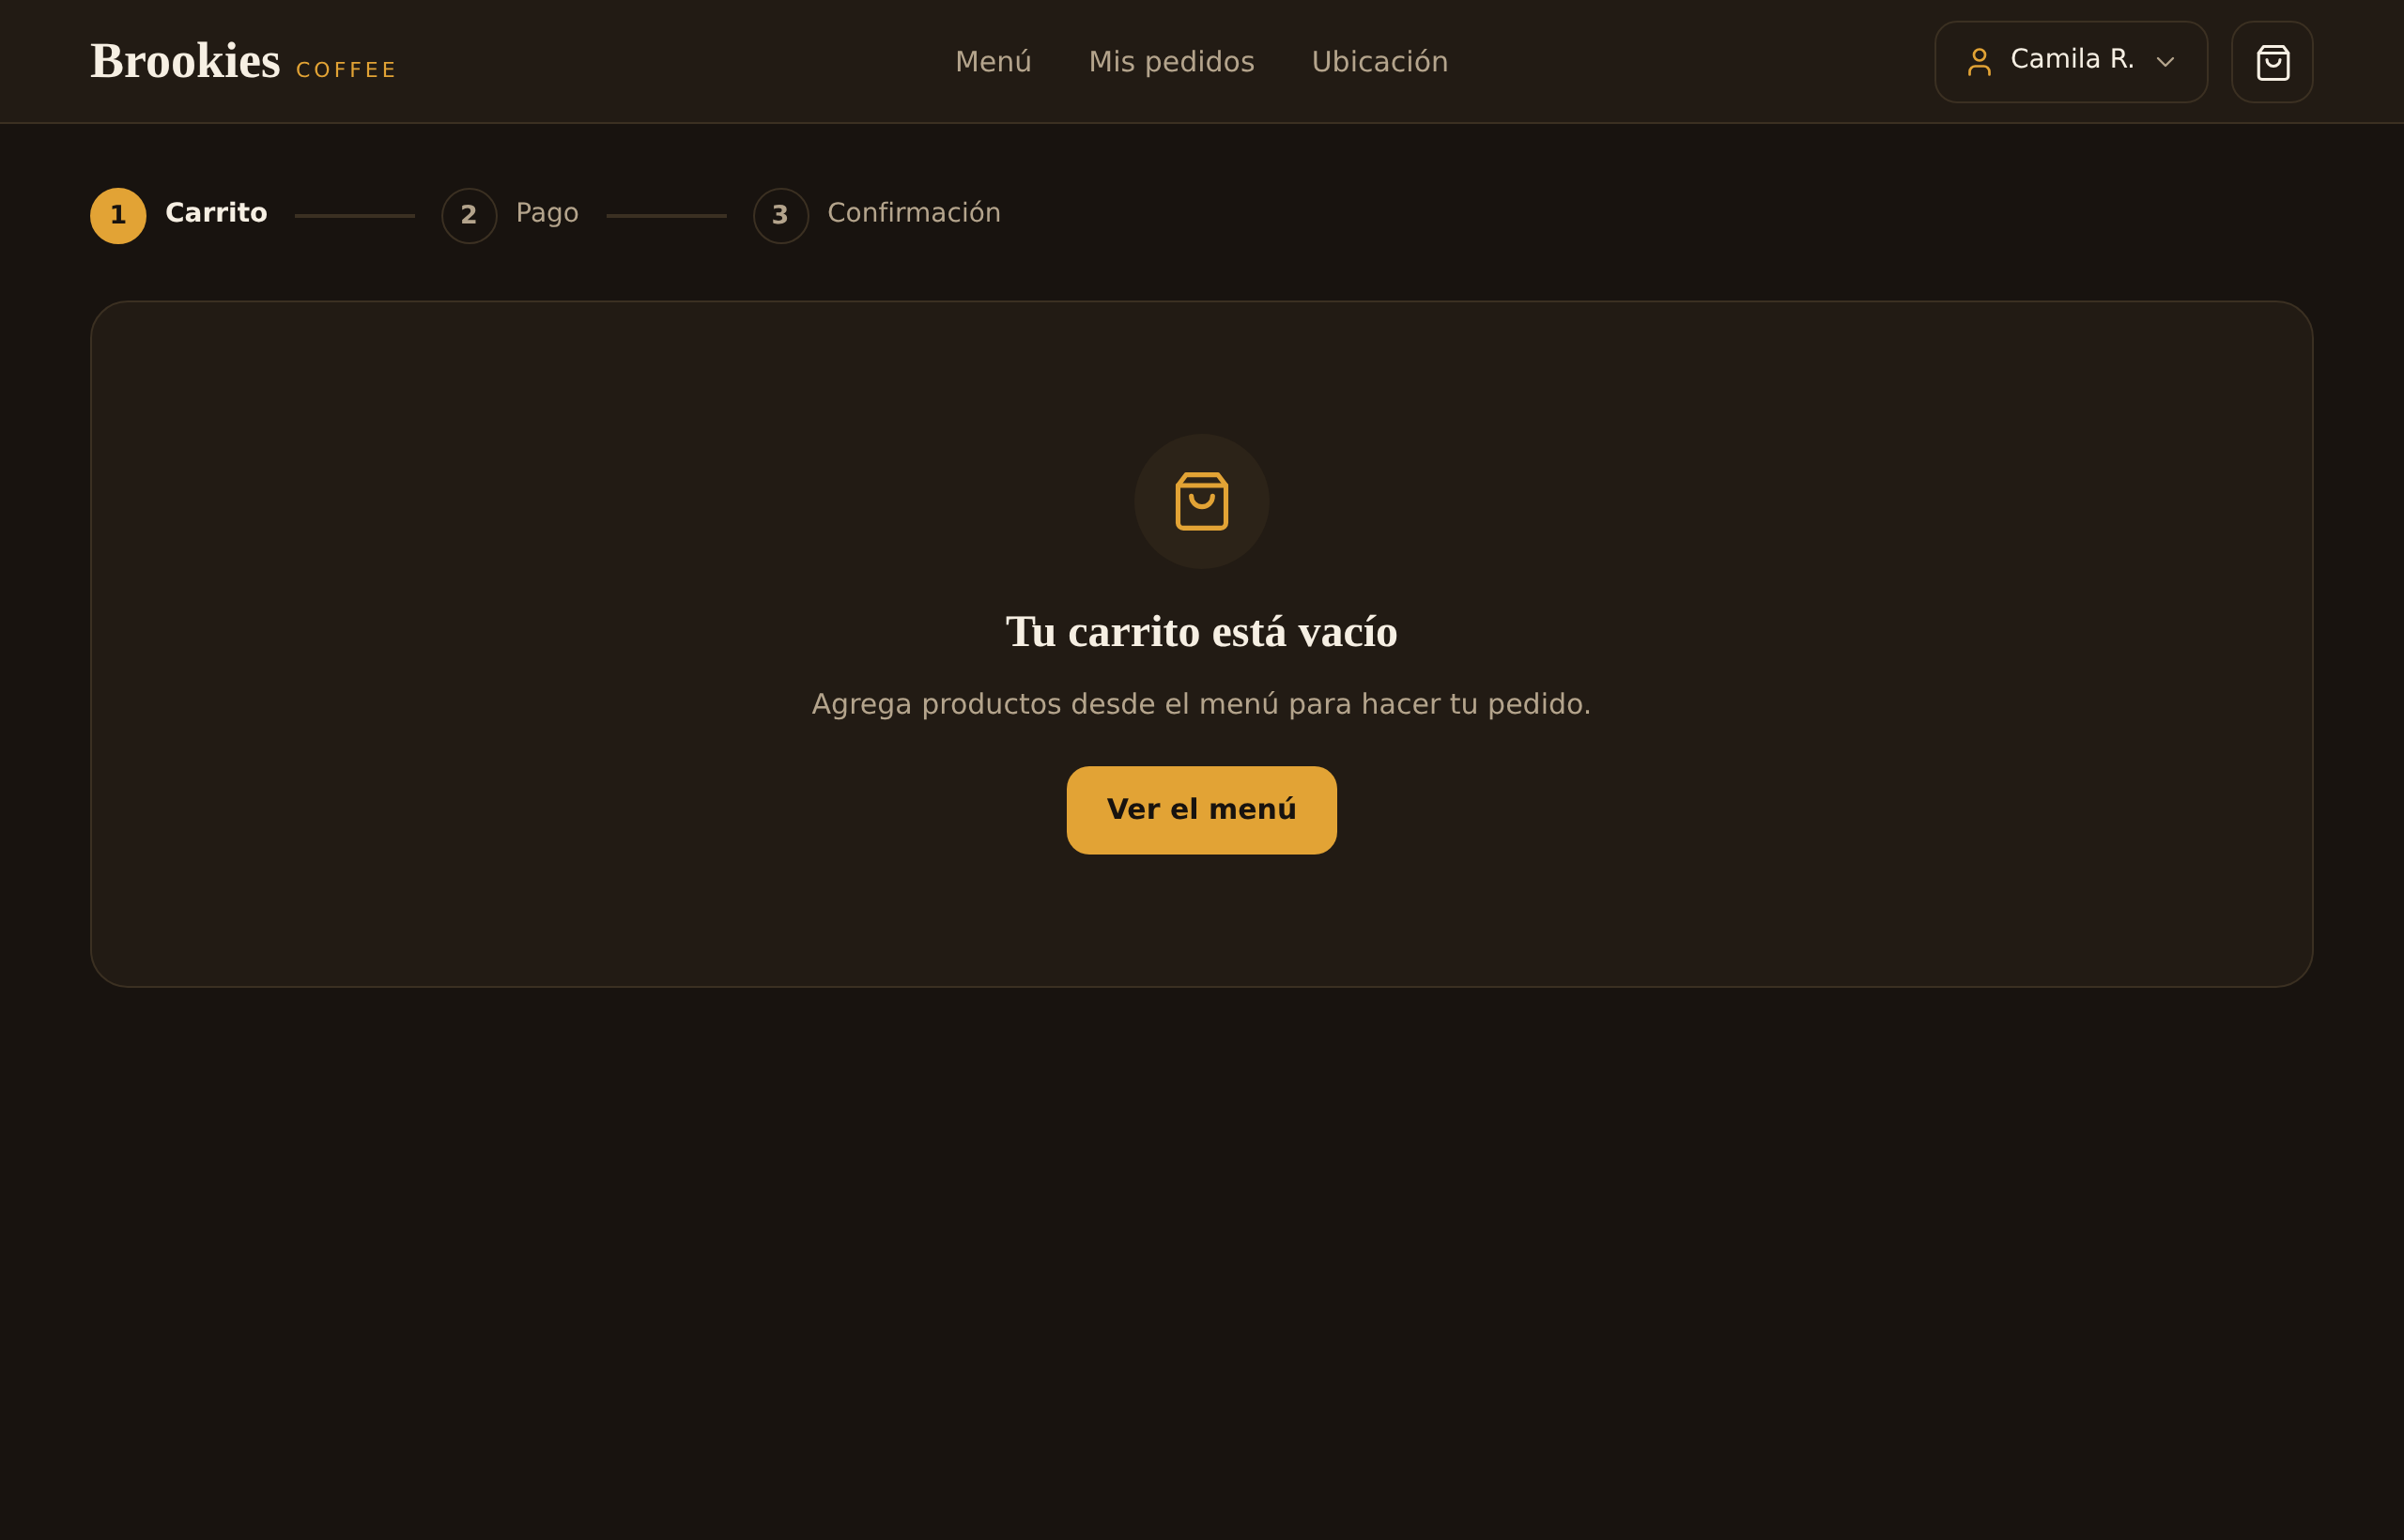 Brookies COFFEE
Menú Mis pedidos Ubicación
Camila R.
1 Carrito 2 Pago 3 Confirmación
Tu carrito está vacío
Agrega productos desde el menú para hacer tu pedido.
Ver el menú